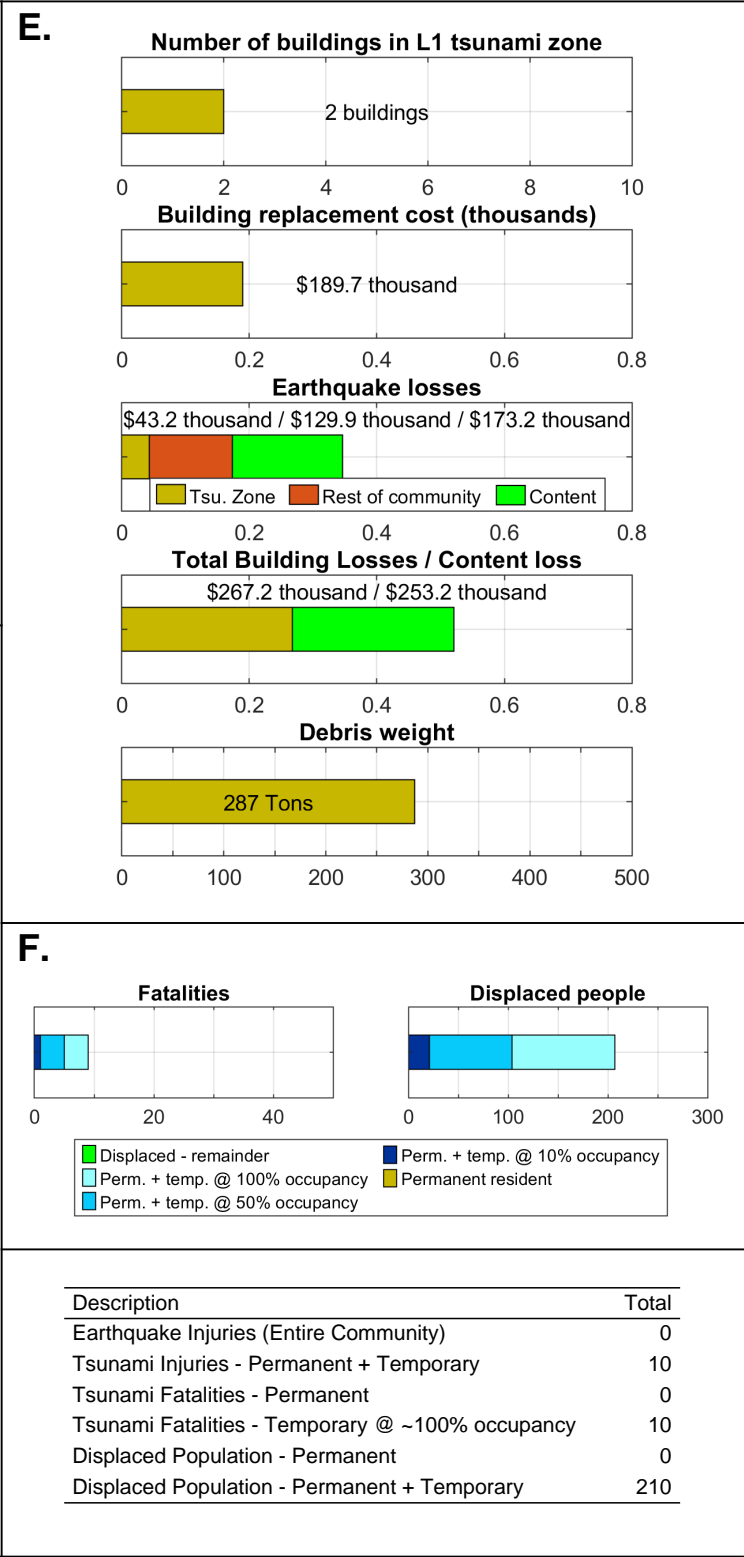 E.
Number of buildings in L1 tsunami zone
2 buildings
0 2 4 6 8 10
Building replacement cost (thousands)
$189.7 thousand
0 0.2 0.4 0.6 0.8
Earthquake losses
$43.2 thousand / $129.9 thousand / $173.2 thousand
Tsu. Zone Rest of community Content
0 0.2 0.4 0.6 0.8
Total Building Losses / Content loss
$267.2 thousand / $253.2 thousand
0 0.2 0.4 0.6 0.8
Debris weight
287 Tons
0 100 200 300 400 500
F.
Fatalities Displaced people
0 20 40 0 100 200 300
Displaced - remainder Perm. + temp. @ 10% occupancy
Perm. + temp. @ 100% occupancy Permanent resident
Perm. + temp. @ 50% occupancy
Description Total
Earthquake Injuries (Entire Community) 0
Tsunami Injuries - Permanent + Temporary 10
Tsunami Fatalities - Permanent 0
Tsunami Fatalities - Temporary @ ~100% occupancy 10
Displaced Population - Permanent 0
Displaced Population - Permanent + Temporary 210